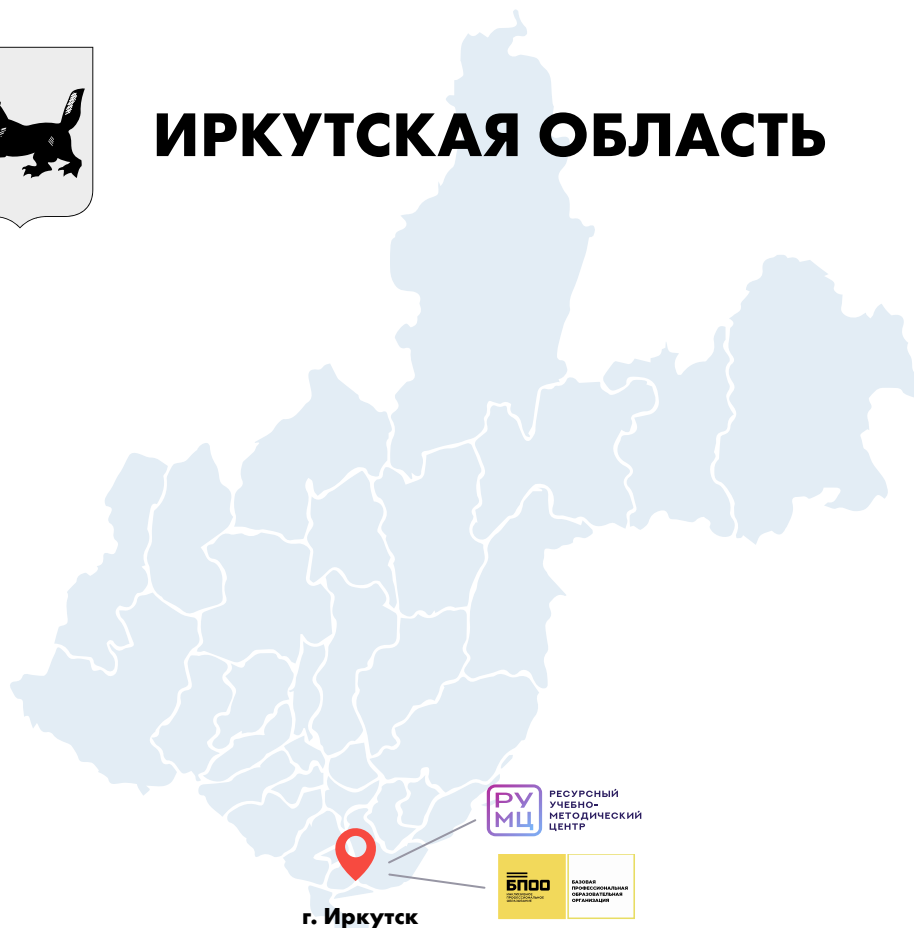 ИРКУТСКАЯ ОБЛАСТЬ
РУ
МЦ
РЕСУРСНЫЙ
УЧЕБНО-
МЕТОДИЧЕСКИЙ
ЦЕНТР
БПОО
БАЗОВАЯ
ПРОФЕССИОНАЛЬНАЯ
ОБРАЗОВАТЕЛЬНАЯ
ОРГАНИЗАЦИЯ
г. Иркутск